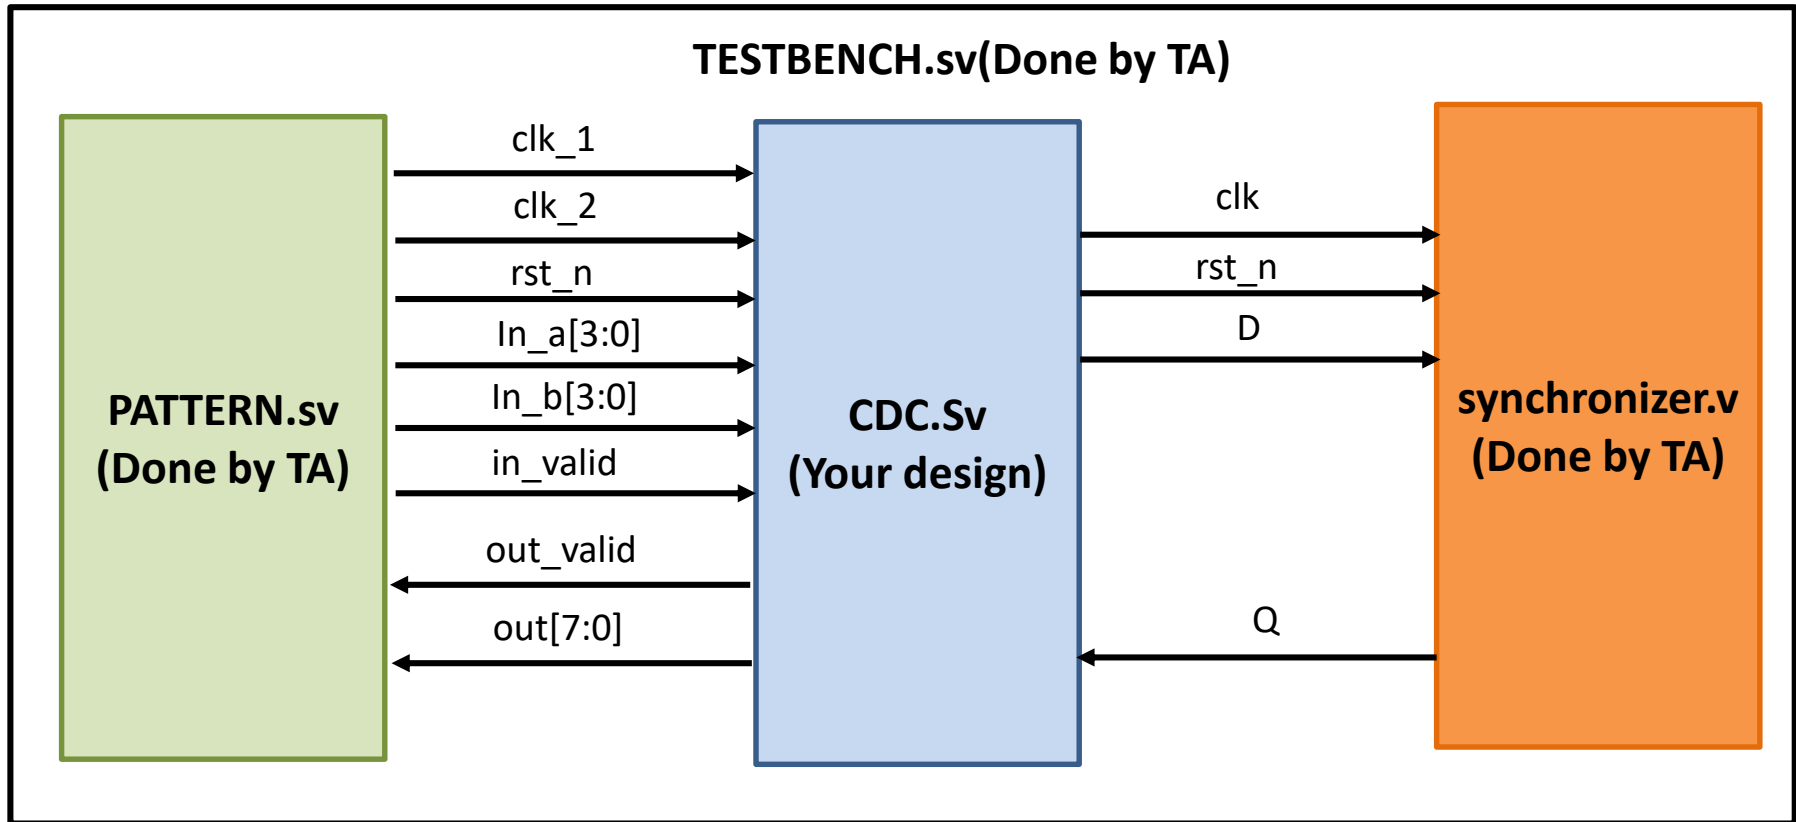 TESTBENCH.sv(Done by TA)
PATTERN.sv
(Done by TA)
clk_1
clk_2
rst_n
In_a[3:0]
In_b[3:0]
in_valid
out_valid
out[7:0]
CDC.Sv
(Your design)
clk
rst_n
D
Q
synchronizer.v
(Done by TA)